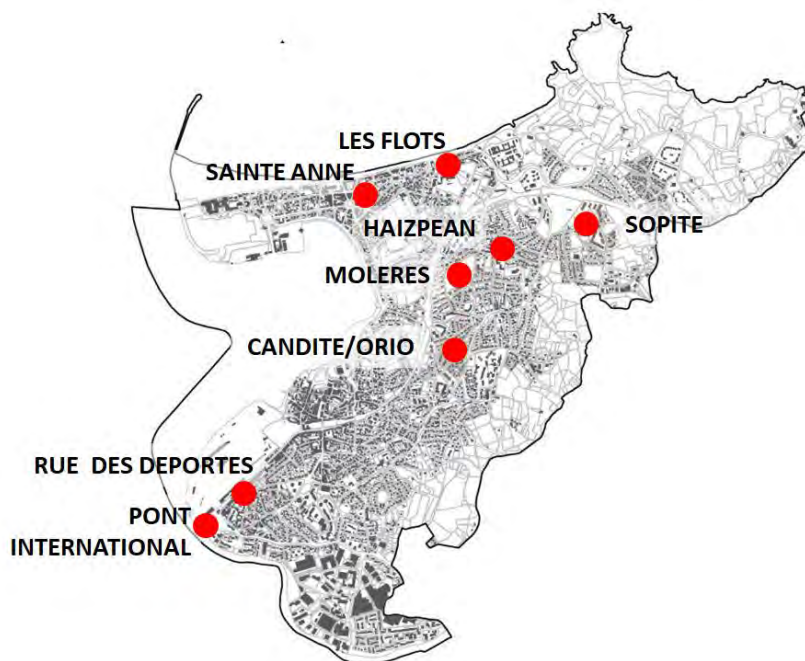 LES FLOTS
SAINTE ANNE
HAIZPEAN
SOPITE
MOLERES
CANDITE/ORIO
RUE DES DEPORTES
PONT
INTERNATIONAL